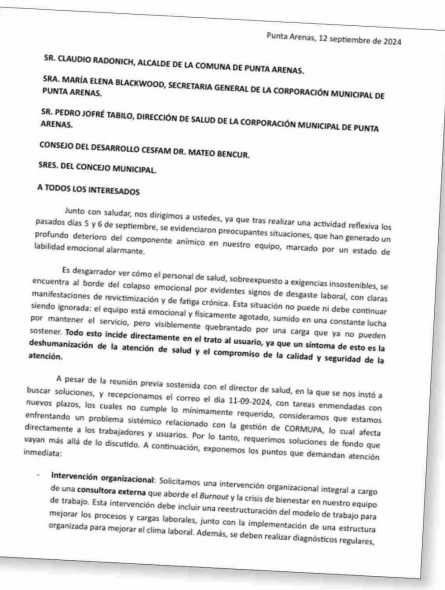 Punta Arenas, 12 septiembre de 2024
SR. CLAUDIO RADONICH, ALCALDE DE LA COMUNA DE PUNTA ARENAS.
SRA. MARÍA ELENA BLACKWOOD, SECRETARIA GENERAL DE LA CORPORACIÓN MUNICIPAL DE
PUNTA ARENAS.
SR. PEDRO JOFRÉ TABILO, DIRECCIÓN DE SALUD DE LA CORPORACIÓN MUNICIPAL DE PUNTA
ARENAS.
CONSEJO DEL DESARROLLO CESFAM DR. MATEO BENCUR.
SRES. DEL CONCEJO MUNICIPAL.
A TODOS LOS INTERESADOS
Junto con saludar, nos dirigimos a ustedes, ya que tras realizar una actividad reflexiva los
pasados días 5 y 6 de septiembre, se evidenciaron preocupantes situaciones, que han generado un
profundo deterioro del componente anímico en nuestro equipo, marcado por un estado de
labilidad emocional alarmante.
Es desgarrador ver cómo el personal de salud, sobreexpuesto a exigencias insostenibles, se
encuentra al borde del colapso emocional por evidentes signos de desgaste laboral, con claras
manifestaciones de revictimización y de fatiga crónica. Esta situación no puede ni debe continuar
siendo ignorada: el equipo está emocional y físicamente agotado, sumido en una constante lucha
por mantener el servicio, pero visiblemente quebrantado por una carga que ya no pueden
sostener. Todo esto incide directamente en el trato al usuario, ya que un síntoma de esto es la
deshumanización de la atención de salud y el compromiso de la calidad y seguridad de la
atención.
A pesar de la reunión previa sostenida con el director de salud, en la que se nos instó a
buscar soluciones, y recepcionamos el correo el dia 11-09-2024, con tareas enmendadas con
nuevos plazos, los cuales no cumple lo mínimamente requerido, consideramos que estamos
enfrentando un problema sistémico relacionado con la gestión de CORMUPA, lo cual afecta
directamente a los trabajadores y usuarios. Por lo tanto, requerimos soluciones de fondo que
vayan más allá de lo discutido. A continuación, exponemos los puntos que demandan atención
inmediata:
- Intervención organizacional: Solicitamos una intervención organizacional integral a cargo
de una consultora externa que aborde el Burnout y la crisis de bienestar en nuestro equipo
de trabajo. Esta intervención debe incluir una reestructuración del modelo de trabajo para
mejorar los procesos y cargas laborales, junto con la implementación de una estructura
organizada para mejorar el clima laboral. Además, se deben realizar diagnósticos regulares,